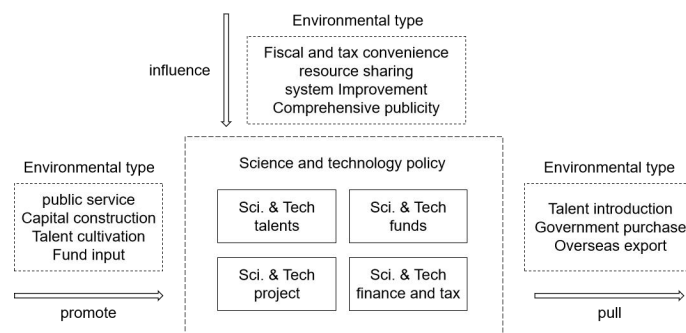 Environmental type
influence
Fiscal and tax convenience
resource sharing
system Improvement
Comprehensive publicity
Environmental type
public service
Capital construction
Talent cultivation
Fund input
promote
Science and technology policy
Sci. & Tech
talents
Sci. & Tech
funds
Sci. & Tech
project
Sci. & Tech
finance and tax
Environmental type
Talent introduction
Government purchase
Overseas export
pull